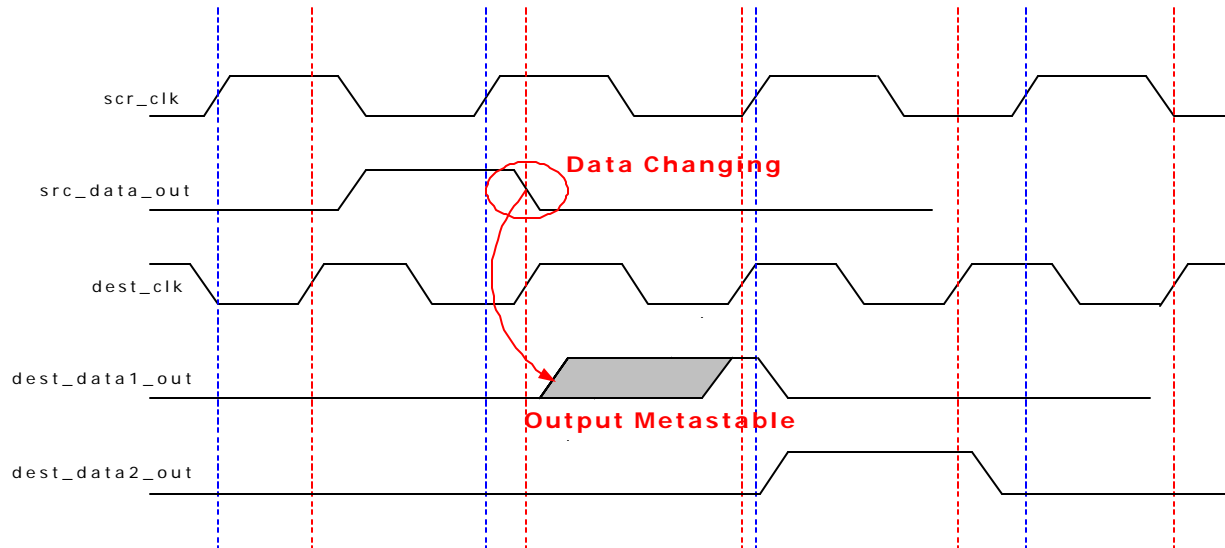 scr_clk
Data Changing
src_data_out
dest_clk
dest_data1_out
Output Metastable
dest_data2_out